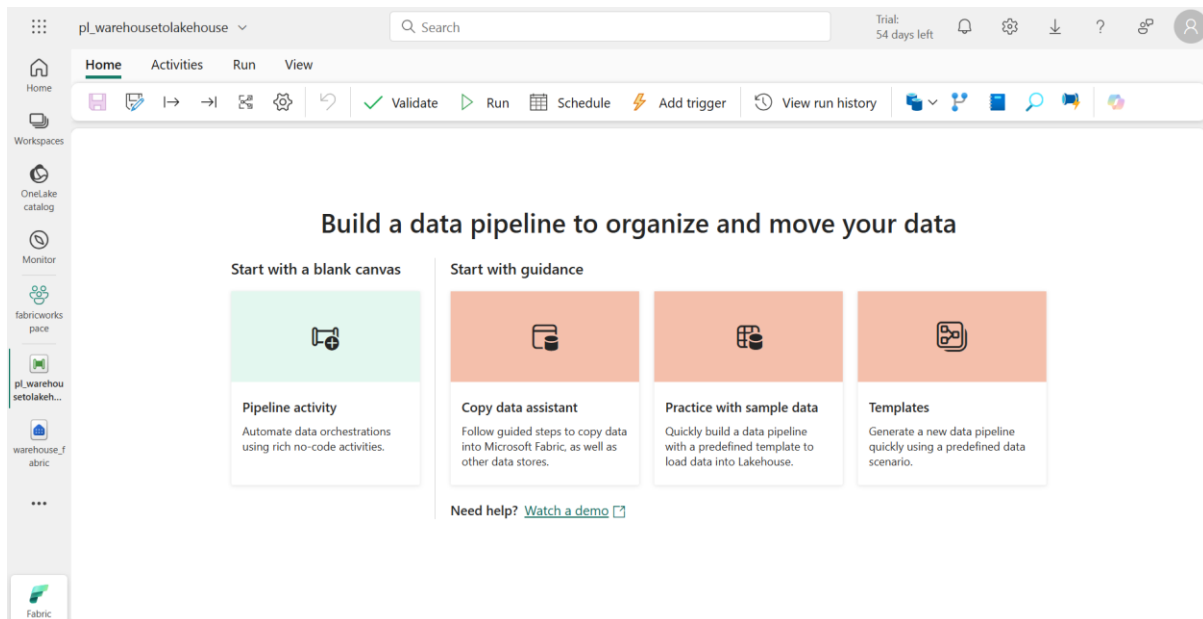 pl_warehousetolakehouse
Search
Trial:
54 days left
Home
Activities
Run
View
Validate
Run
Schedule
Add trigger
View run history
Home
Workspaces
OneLake
catalog
Monitor
fabricworks
pace
pl_warehou
setolakeh...
warehouse_f
abric
Fabric
Build a data pipeline to organize and move your data
Start with a blank canvas
Pipeline activity
Automate data orchestrations
using rich no-code activities.
Start with guidance
Copy data assistant
Follow guided steps to copy data
into Microsoft Fabric, as well as
other data stores.
Practice with sample data
Quickly build a data pipeline
with a predefined template to
load data into Lakehouse.
Templates
Generate a new data pipeline
quickly using a predefined data
scenario.
Need help? Watch a demo